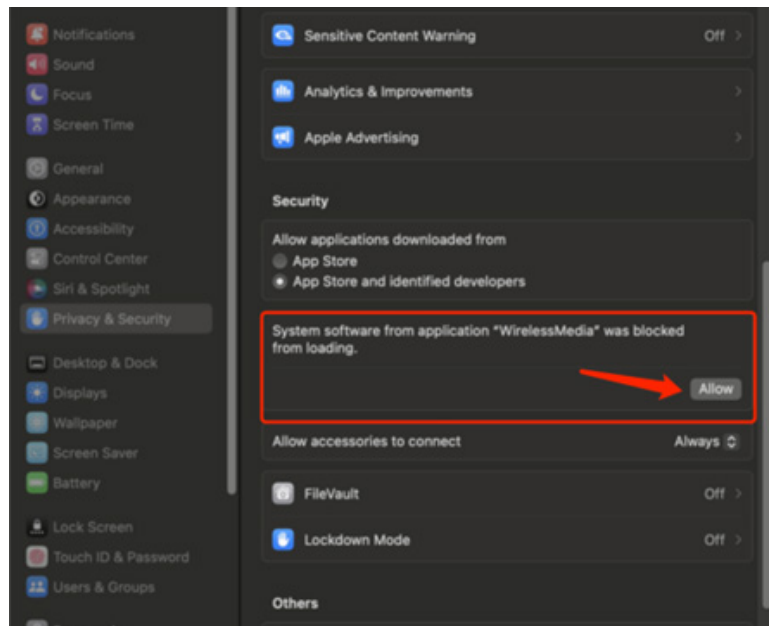 Notifications
Sound
Focus
Screen Time
General
Appearance
Accessibility
Control Center
Siri & Spotlight
Privacy & Security
Desktop & Dock
Displays
Wallpaper
Screen Saver
Battery
Lock Screen
Touch ID & Password
Users & Groups
Sensitive Content Warning Off
Analytics & Improvements
Apple Advertising
Security
Allow applications downloaded from
App Store
App Store and identified developers
System software from application “WirelessMedia” was blocked
from loading.
Allow
Allow accessories to connect Always
FileVault Off
Lockdown Mode Off
Others